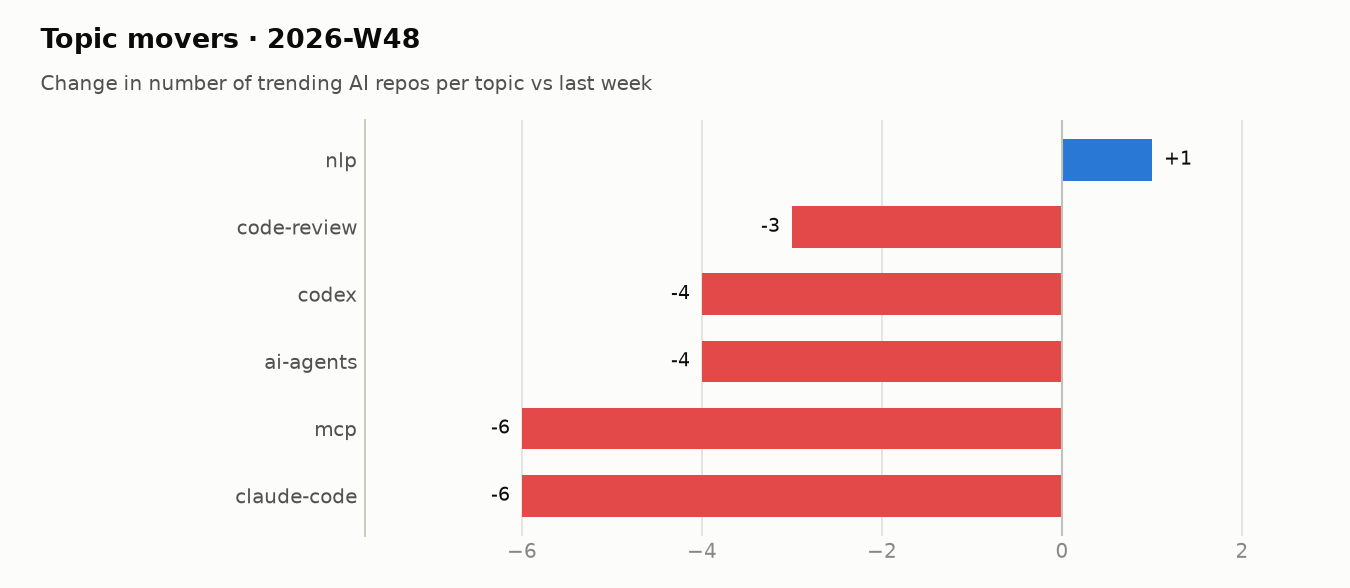 Topic movers · 2026-W48
Change in number of trending AI repos per topic vs last week
nlp +1
code-review -3
codex -4
ai-agents -4
mcp -6
claude-code -6
−6 −4 −2 0 2